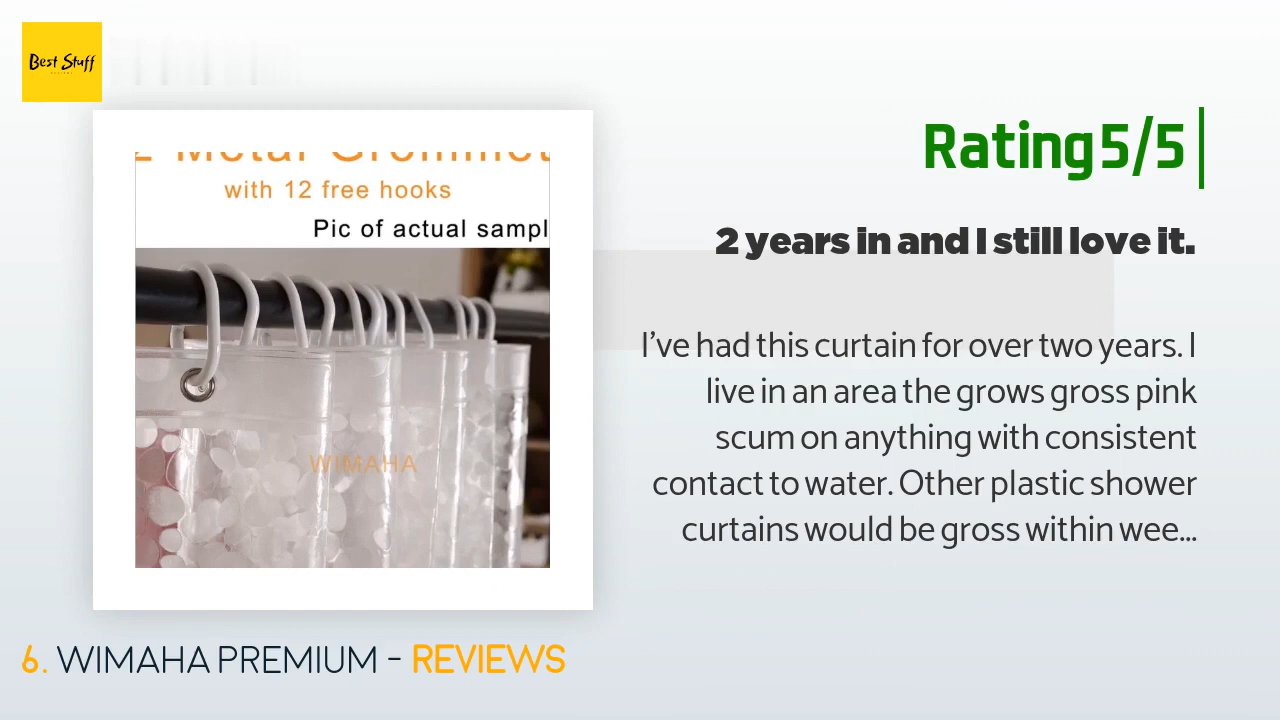 Best Stuff
Rating 5/5
with 12 free hooks
Pic of actual sampl
WIMAHA
2 years in and I still love it.
I've had this curtain for over two years. I
live in an area the grows gross pink
scum on anything with consistent
contact to water. Other plastic shower
curtains would be gross within wee...
6. WIMAHA PREMIUM - REVIEWS